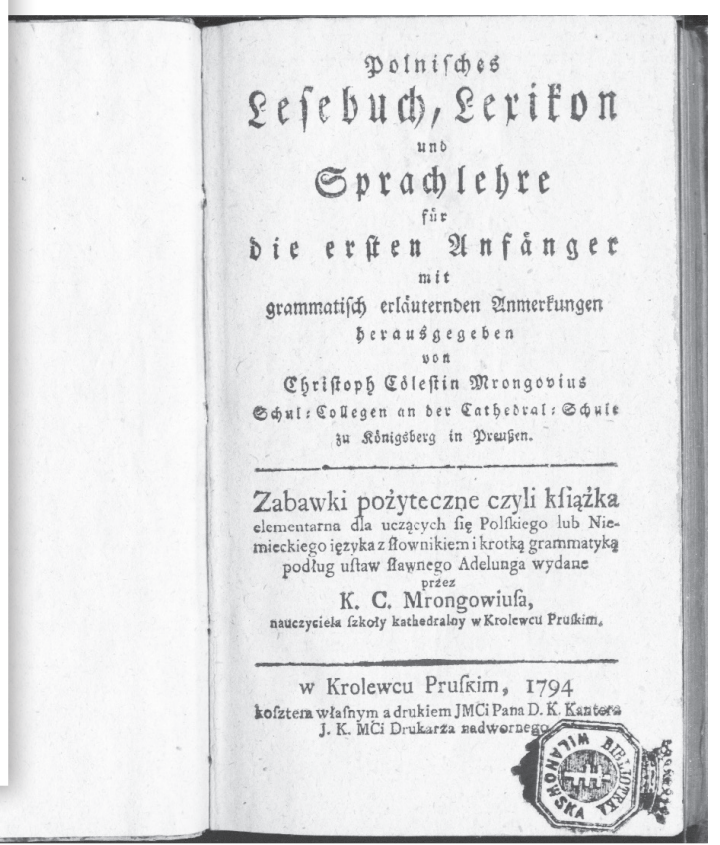 Polniſches
Leſebuch, Lexikon
und
Sprachlehre
für
die erſten Anfänger
mit
grammatiſch erläuternden Anmerkungen
herausgegeben
von
Chriſtoph Cöleſtin Mrongovius
Schul⸗Collegen an der Cathedral⸗Schule
zu Königsberg in Preußen.
Zabawki pożyteczne czyli kſiążka
elementarna dla uczących ſię Polſkiego lub Nie-
mieckiego ięzyka z ſłownikiem i krotką grammatyką
podług uſtaw ſławnego Adelunga wydane
przez
K. C. Mrongowiuſa,
nauczyciela ſzkoły kathedralny w Krolewcu Pruſkim.
w Krolewcu Pruſkim, 1794
koſztem właſnym a drukiem JMCi Pana D. K. Kantera
J. K. MCi Drukarza nadwornego
BIBLIOTEKA
WILANOWSKA